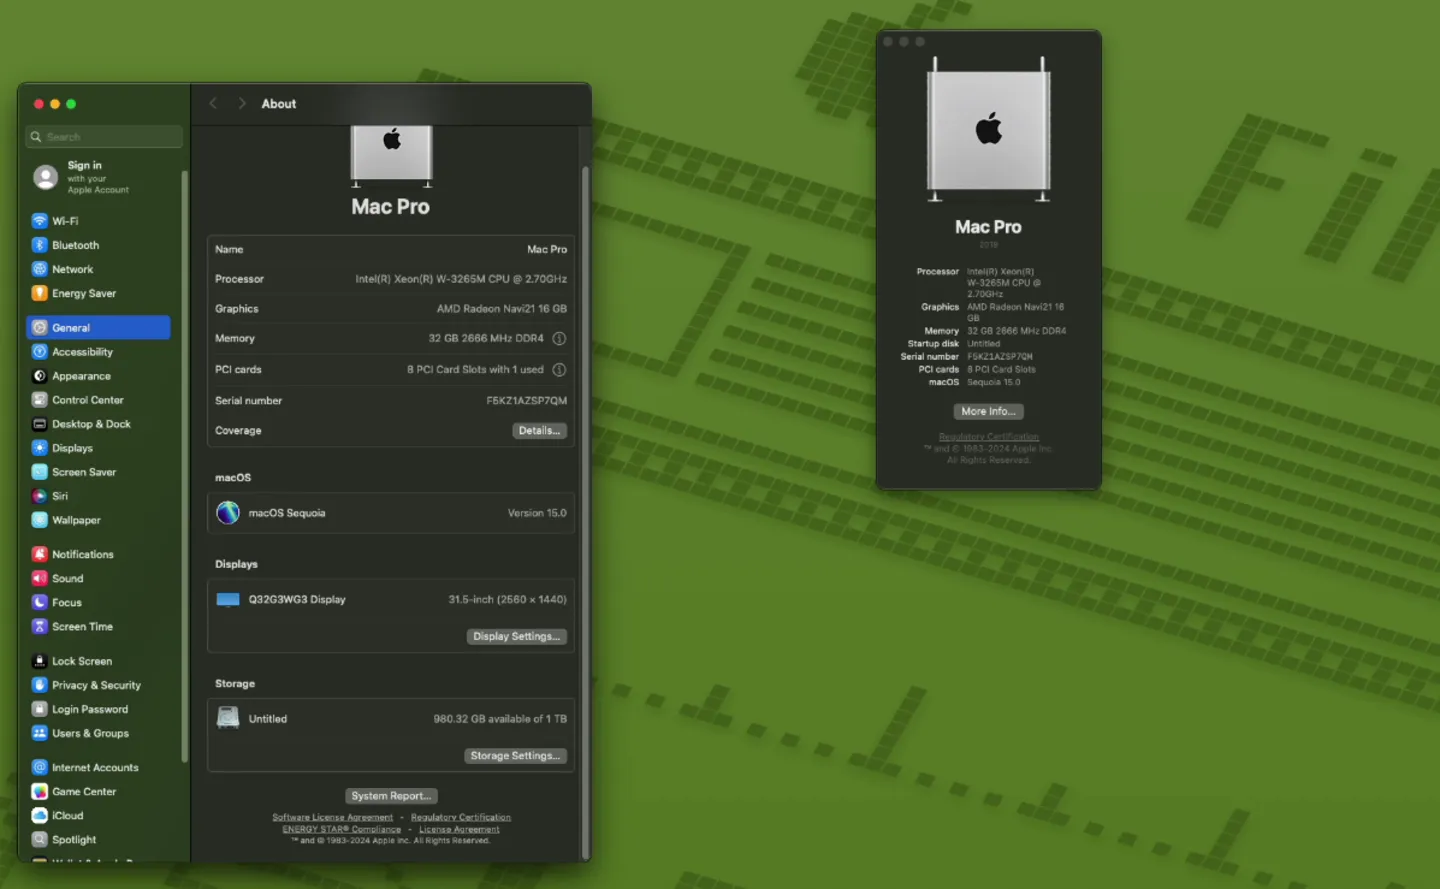 About
Search
Sign in
with your
Apple Account
Wi-Fi
Bluetooth
Network
Energy Saver
General
Accessibility
Appearance
Control Center
Desktop & Dock
Displays
Screen Saver
Siri
Wallpaper
Notifications
Sound
Focus
Screen Time
Lock Screen
Privacy & Security
Login Password
Users & Groups
Internet Accounts
Game Center
iCloud
Spotlight
Mac Pro
Name Mac Pro
Processor Intel(R) Xeon(R) W-3265M CPU @ 2.70GHz
Graphics AMD Radeon Navi21 16 GB
Memory 32 GB 2666 MHz DDR4
PCI cards 8 PCI Card Slots with 1 used
Serial number F5KZ1AZSP7QM
Coverage Details...
macOS
macOS Sequoia Version 15.0
Displays
Q32G3WG3 Display 31.5-inch (2560 × 1440)
Display Settings...
Storage
Untitled 980.32 GB available of 1 TB
Storage Settings...
System Report...
Software License Agreement - Regulatory Certification
ENERGY STAR® Compliance - License Agreement
™ and © 1983-2024 Apple Inc. All Rights Reserved.
Mac Pro
2019
Processor Intel(R) Xeon(R)
W-3265M CPU @
2.70GHz
Graphics AMD Radeon Navi21 16
GB
Memory 32 GB 2666 MHz DDR4
Startup disk Untitled
Serial number F5KZ1AZSP7QM
PCI cards 8 PCI Card Slots
macOS Sequoia 15.0
More Info...
Regulatory Certification
™ and © 1983-2024 Apple Inc.
All Rights Reserved.